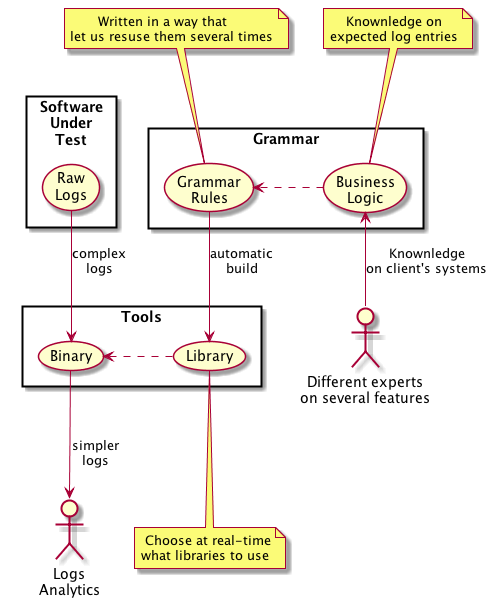 Written in a way that
let us resuse them several times
Knownledge on
expected log entries
Software
Under
Test
Grammar
Raw
Logs
Grammar
Rules
Business
Logic
complex
logs
automatic
build
Knownledge
on client's systems
Tools
Binary
Library
Different experts
on several features
simpler
logs
Choose at real-time
what libraries to use
Logs
Analytics